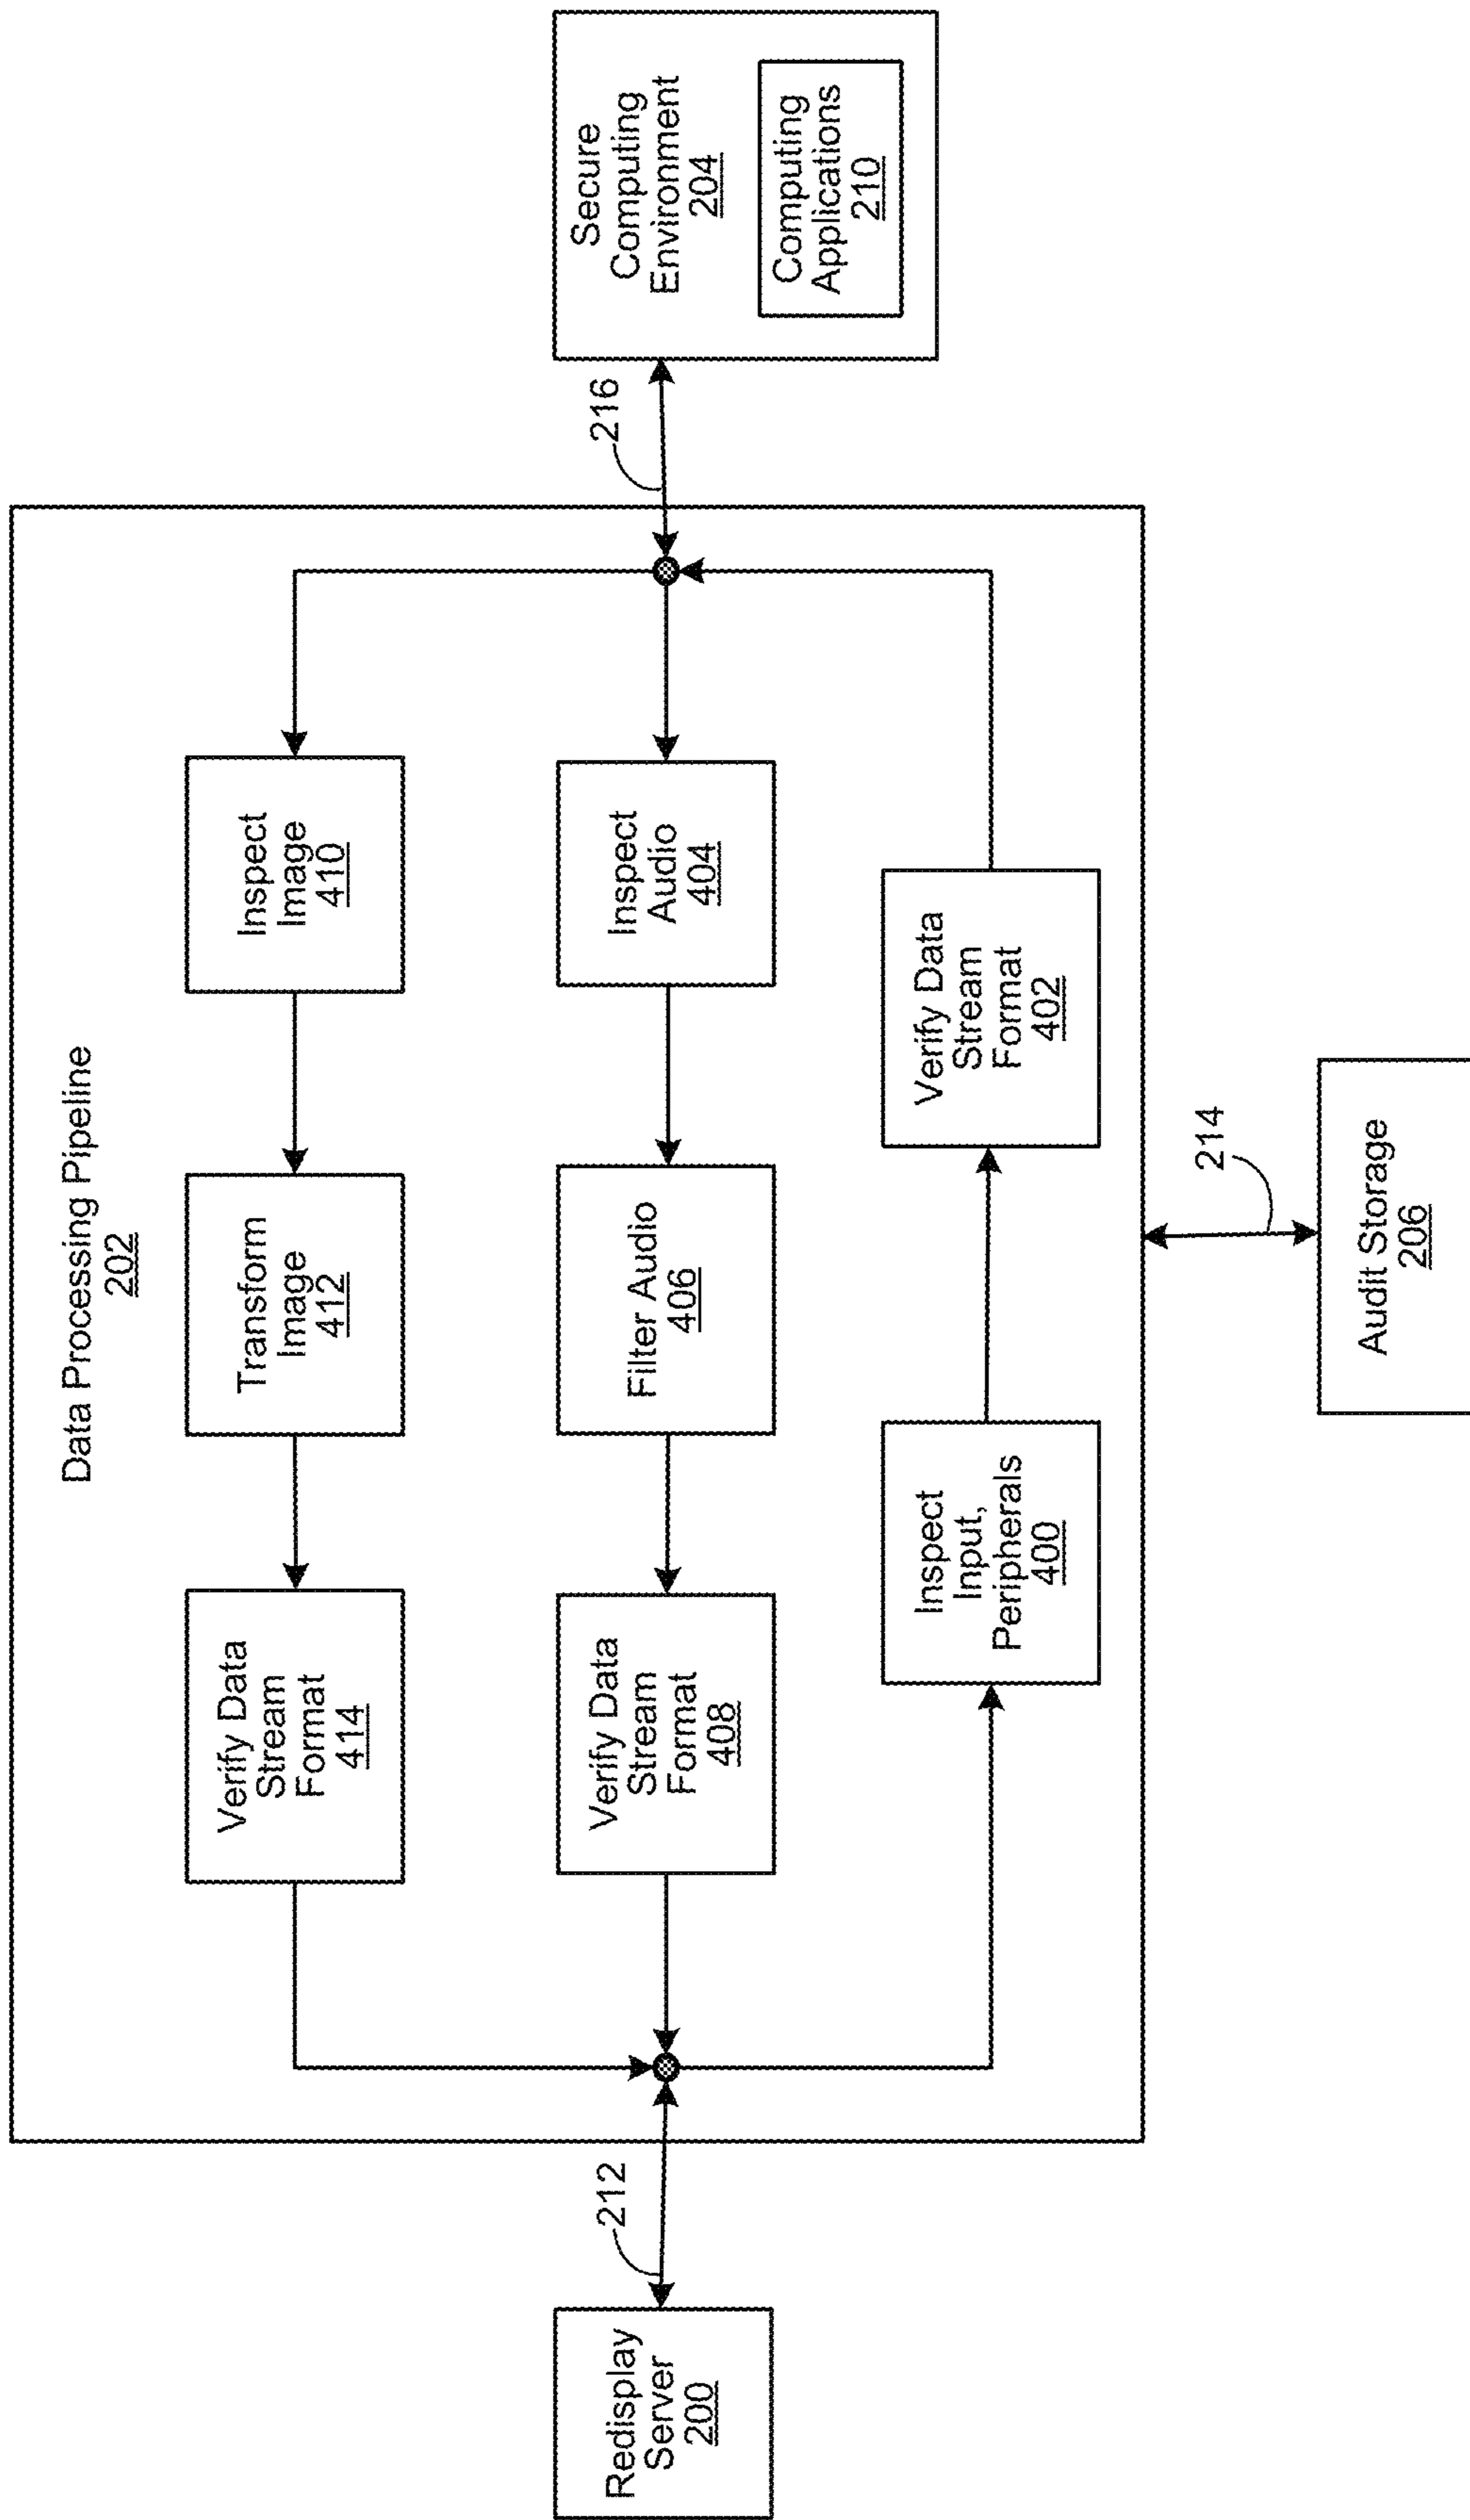 Data Processing Pipeline
202
Verify Data
Stream
Format
414
Transform
Image
412
Inspect
Image
410
Redisplay
Server
200
212
Verify Data
Stream
Format
408
Filter Audio
406
Inspect
Audio
404
216
Secure
Computing
Environment
204
Computing
Applications
210
Inspect
Input,
Peripherals
400
Verify Data
Stream
Format
402
214
Audit Storage
206